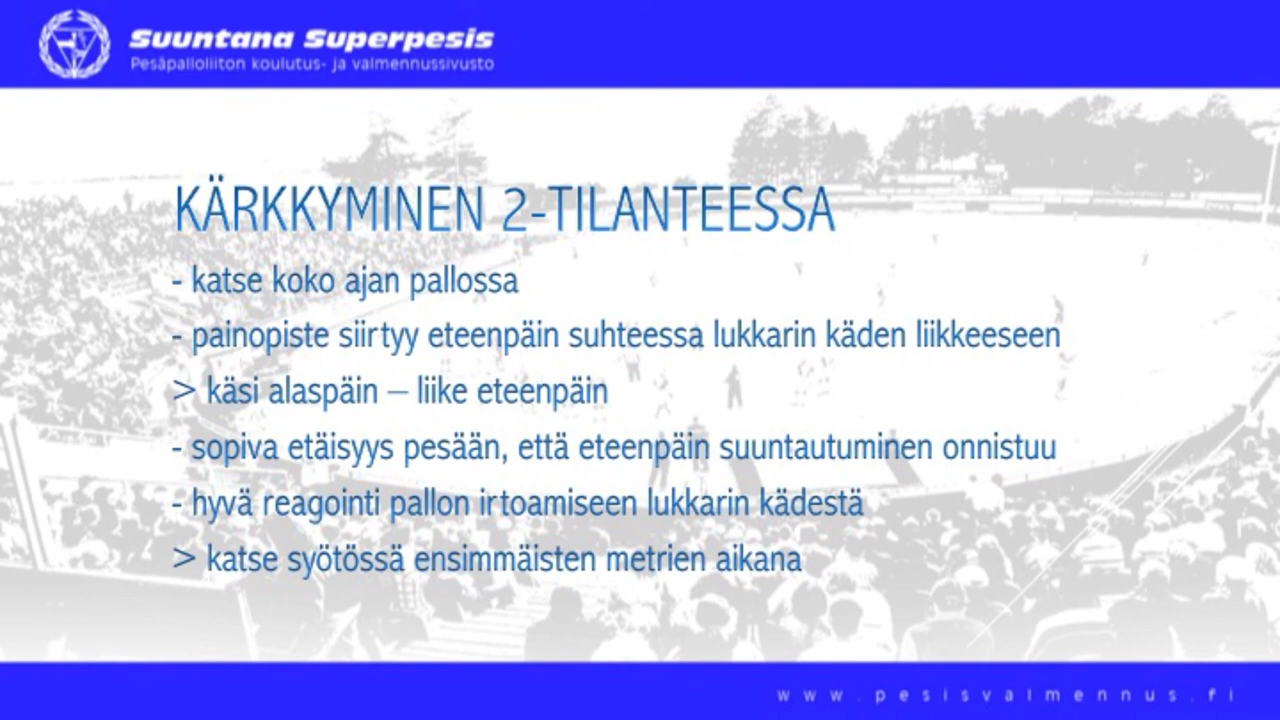 Suuntana Superpesis
Pesäpalloliiton koulutus- ja valmennussivusto
KÄRKKYMINEN 2-TILANTEESSA
- katse koko ajan pallossa
- painopiste siirtyy eteenpäin suhteessa lukkarin käden liikkeeseen
> käsi alaspäin – liike eteenpäin
- sopiva etäisyys pesään, että eteenpäin suuntautuminen onnistuu
- hyvä reagointi pallon irtoamiseen lukkarin kädestä
> katse syötössä ensimmäisten metrien aikana
www.pesisvalmennus.fi